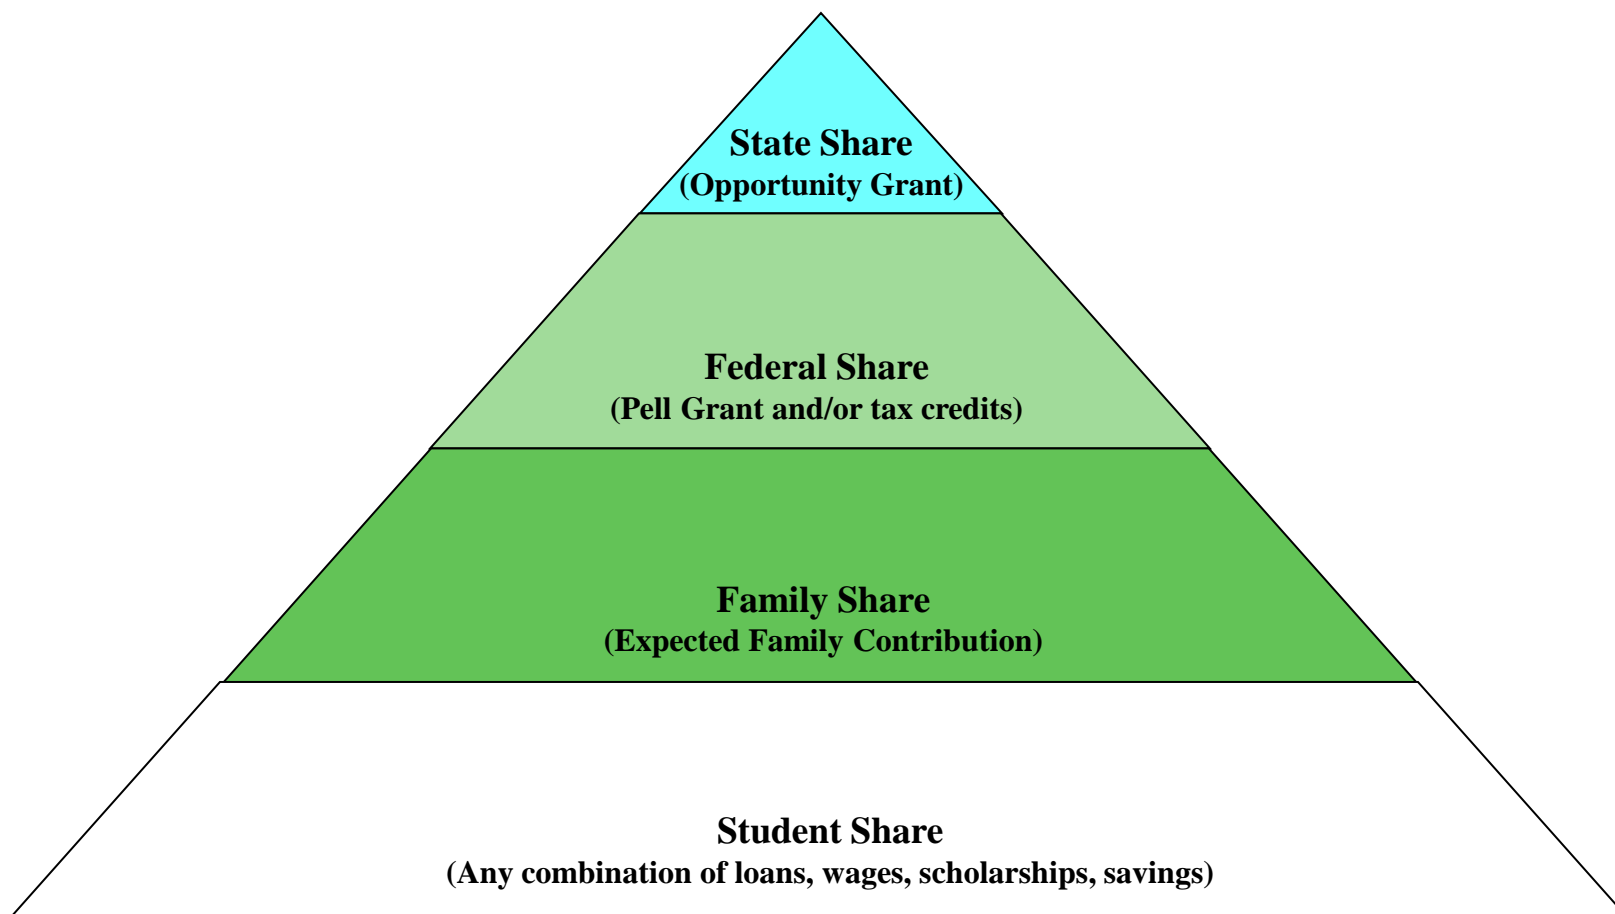 State Share
(Opportunity Grant)
Federal Share
(Pell Grant and/or tax credits)
Family Share
(Expected Family Contribution)
Student Share
(Any combination of loans, wages, scholarships, savings)